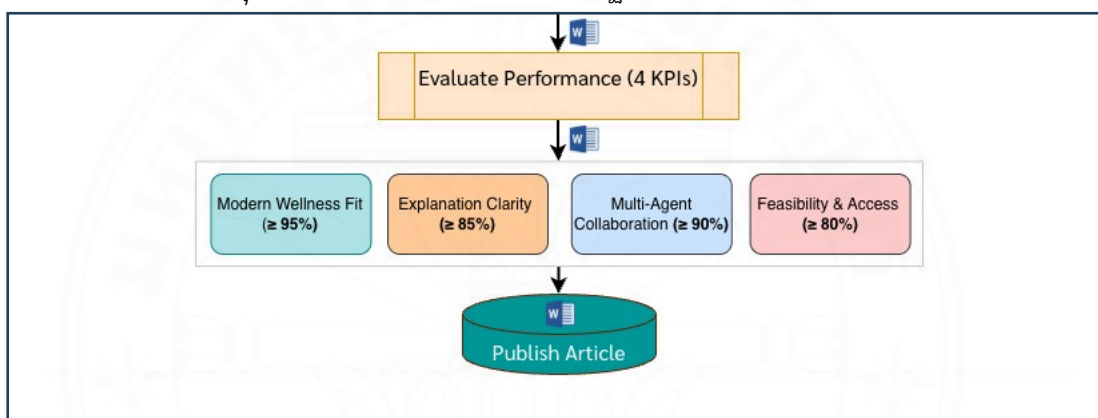 Evaluate Performance (4 KPIs)
Modern Wellness Fit
(≥ 95%)
Explanation Clarity
(≥ 85%)
Multi-Agent
Collaboration (≥ 90%)
Feasibility & Access
(≥ 80%)
Publish Article